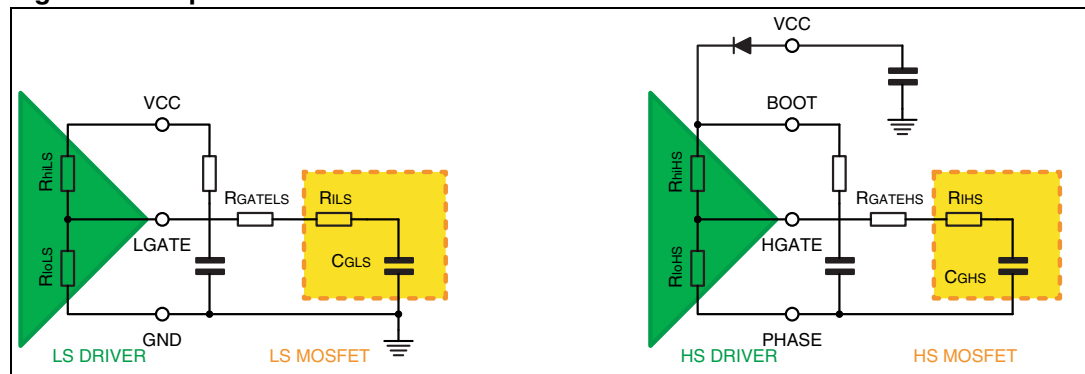 VCC
RhiLS
RGATELS
RILS
LGATE
CGLS
RloLS
GND
LS DRIVER
LS MOSFET
VCC
BOOT
RhiHS
RGATEHS
RIHS
HGATE
CGHS
RloHS
PHASE
HS DRIVER
HS MOSFET